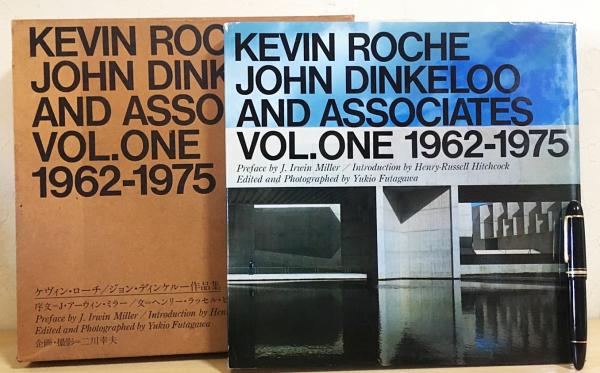 KEVIN ROC
JOHN DINK
AND ASSO
VOL.ONE
1962-1975
ケヴィン・ローチ/ジョン・ディンケルー作品集
序文=J・アーウィン・ミラー/文=ヘンリー・ラッセル・ヒ
Preface by J. Irwin Miller / Introduction by Hen
Edited and Photographed by Yukio Futagawa
企画・撮影=二川幸夫
KEVIN ROCHE
JOHN DINKELOO
AND ASSOCIATES
VOL.ONE 1962-1975
Preface by J. Irwin Miller / Introduction by Henry-Russell Hitchcock
Edited and Photographed by Yukio Futagawa